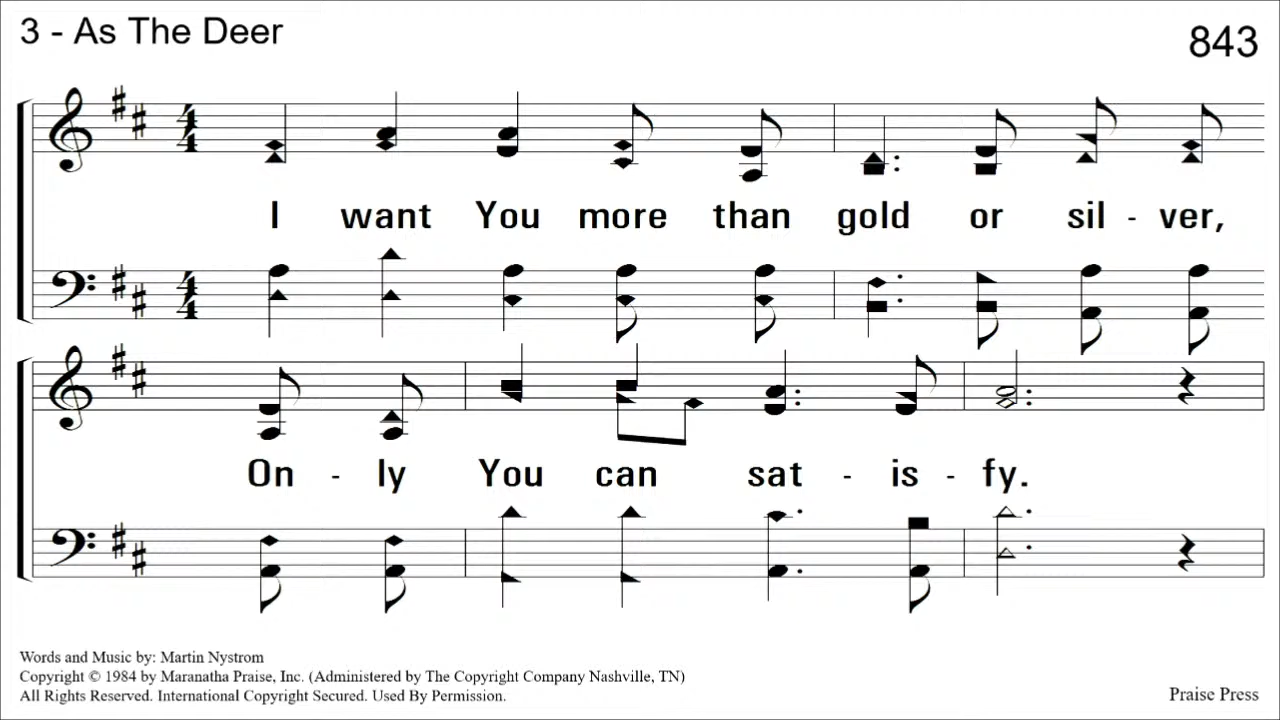 3 - As The Deer
843
I want You more than gold or sil - ver,
On - ly You can sat - is - fy.
Words and Music by: Martin Nystrom
Copyright © 1984 by Maranatha Praise, Inc. (Administered by The Copyright Company Nashville, TN)
All Rights Reserved. International Copyright Secured. Used By Permission.
Praise Press